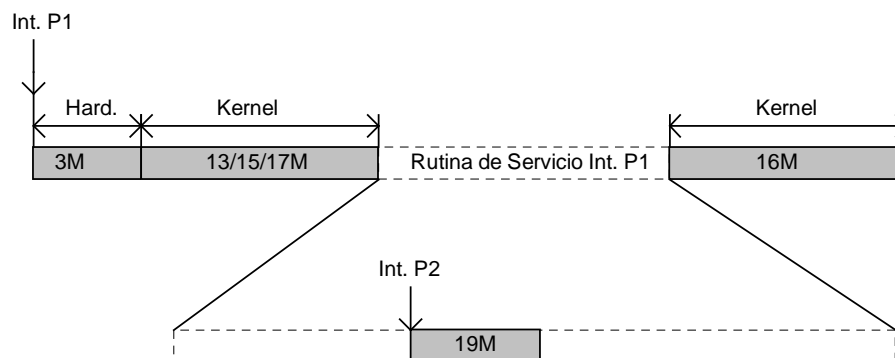 Int. P1
Hard.
Kernel
Kernel
3M
13/15/17M
Rutina de Servicio Int. P1
16M
Int. P2
19M